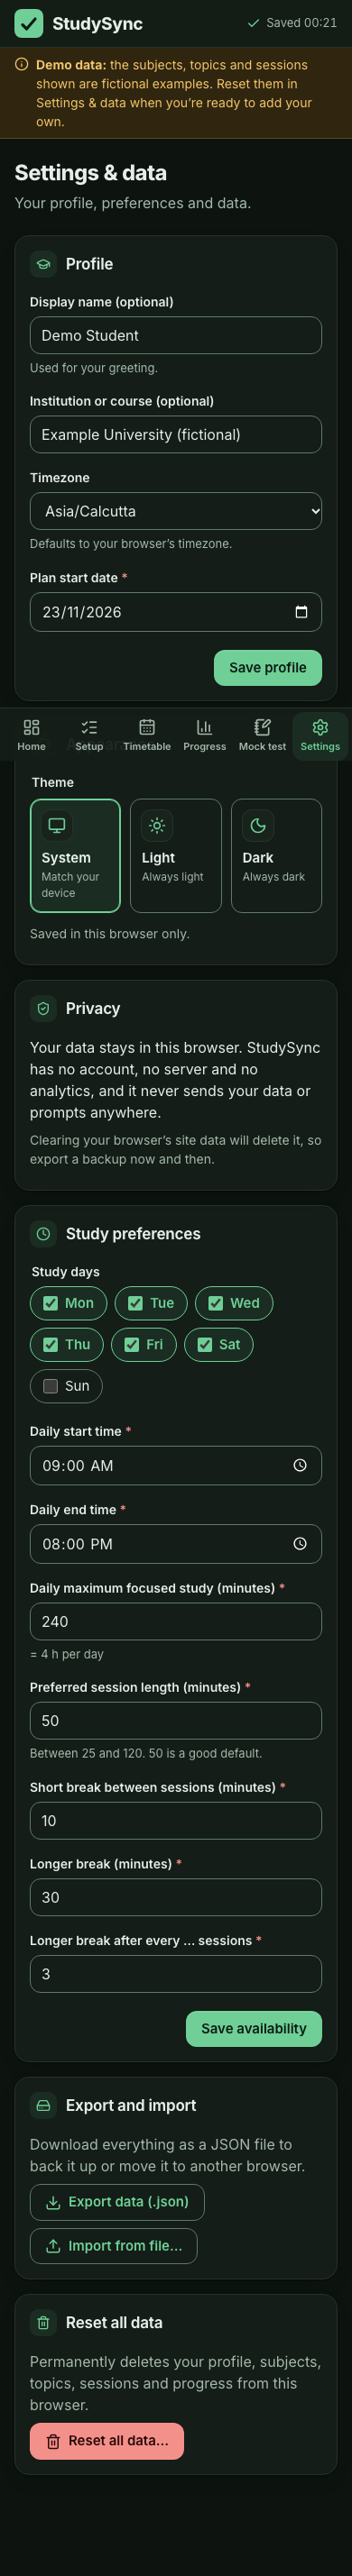 StudySync
Saved 00:21
Demo data: the subjects, topics and sessions
shown are fictional examples. Reset them in
Settings & data when you’re ready to add your
own.
Settings & data
Your profile, preferences and data.
Profile
Display name (optional)
Demo Student
Used for your greeting.
Institution or course (optional)
Example University (fictional)
Timezone
Asia/Calcutta
Defaults to your browser’s timezone.
Plan start date *
23/11/2026
Save profile
Home Setup Timetable Progress Mock test Settings
Theme
System Light Dark
Match your Always light Always dark
device
Saved in this browser only.
Privacy
Your data stays in this browser. StudySync
has no account, no server and no
analytics, and it never sends your data or
prompts anywhere.
Clearing your browser’s site data will delete it, so
export a backup now and then.
Study preferences
Study days
Mon Tue Wed
Thu Fri Sat
Sun
Daily start time *
09:00 AM
Daily end time *
08:00 PM
Daily maximum focused study (minutes) *
240
= 4 h per day
Preferred session length (minutes) *
50
Between 25 and 120. 50 is a good default.
Short break between sessions (minutes) *
10
Longer break (minutes) *
30
Longer break after every … sessions *
3
Save availability
Export and import
Download everything as a JSON file to
back it up or move it to another browser.
Export data (.json)
Import from file…
Reset all data
Permanently deletes your profile, subjects,
topics, sessions and progress from this
browser.
Reset all data…